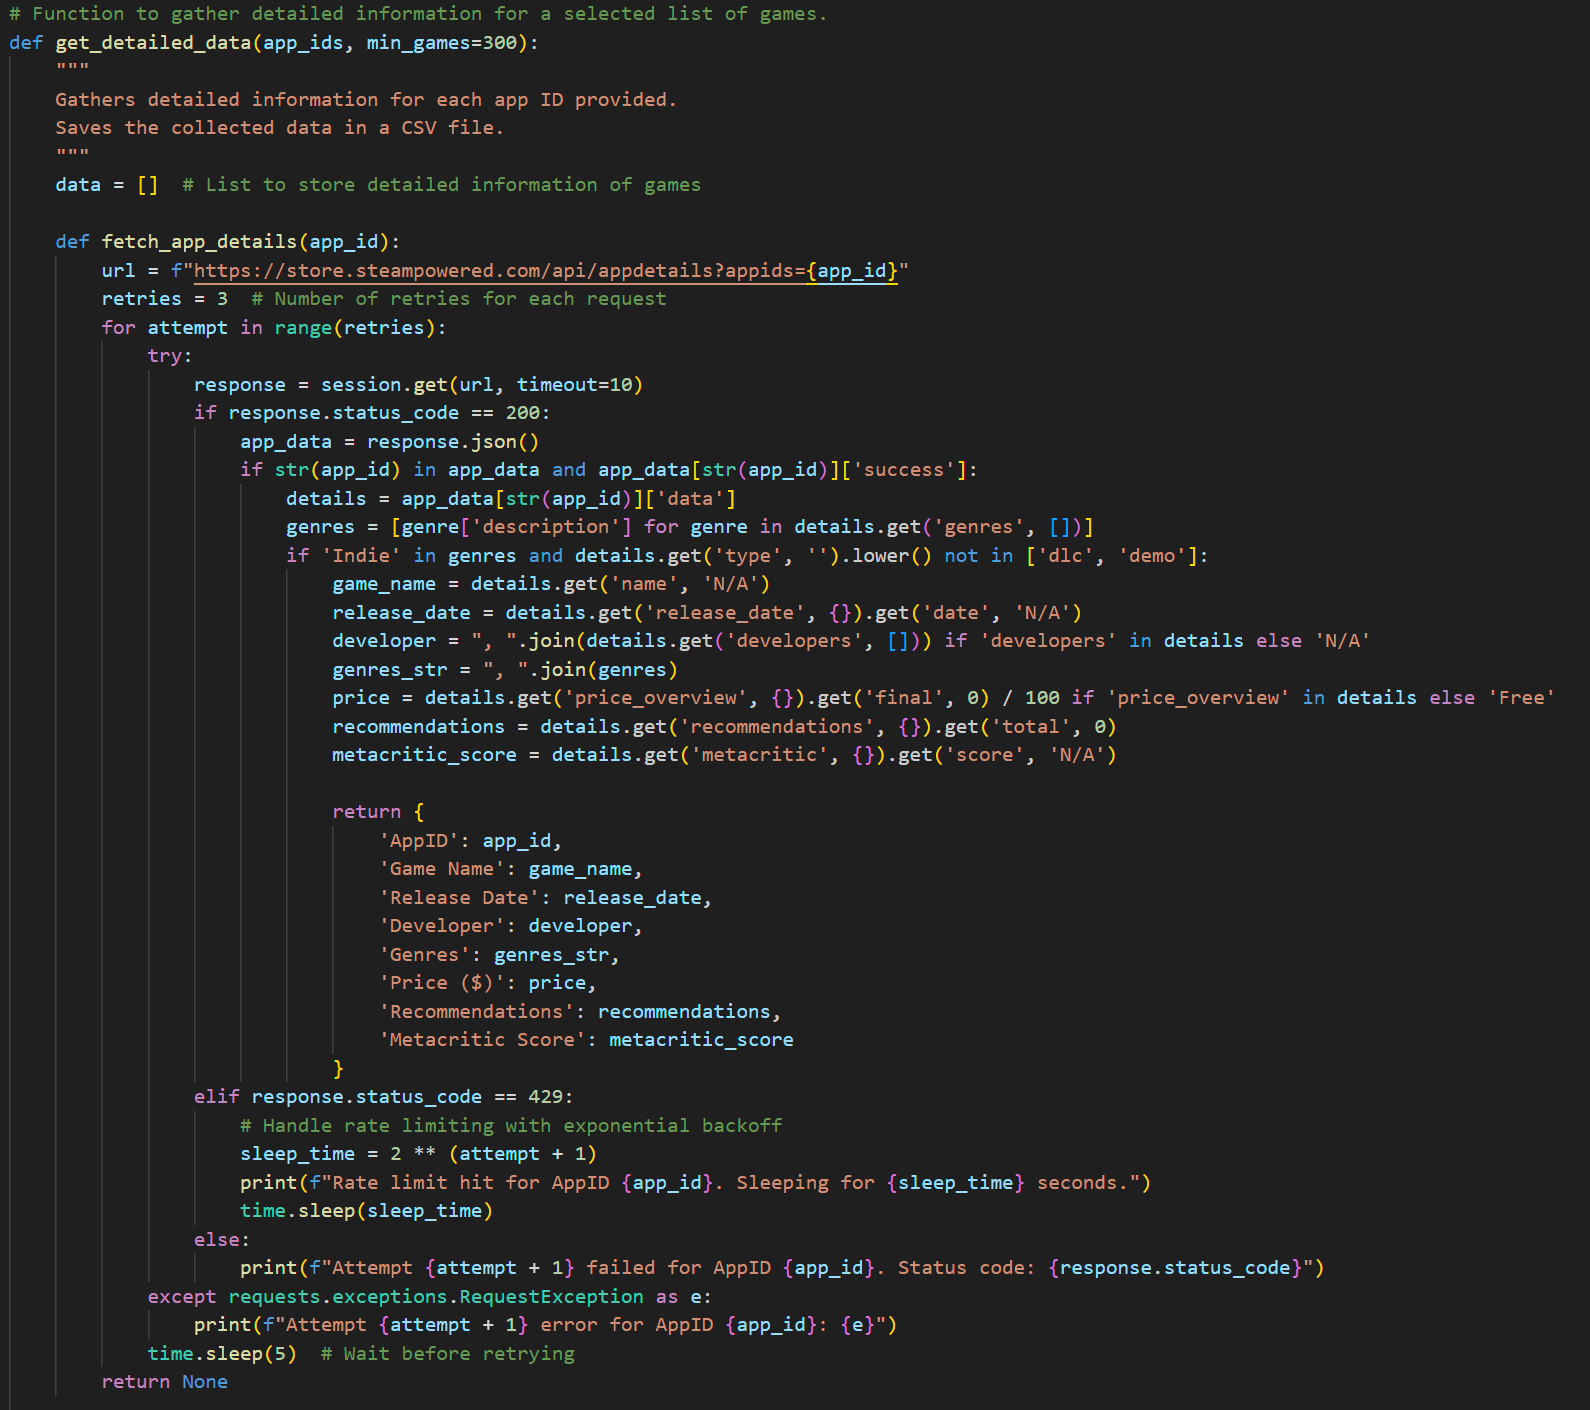 # Function to gather detailed information for a selected list of games.
def get_detailed_data(app_ids, min_games=300):
    """
    Gathers detailed information for each app ID provided.
    Saves the collected data in a CSV file.
    """
    data = []  # List to store detailed information of games

    def fetch_app_details(app_id):
        url = f"https://store.steampowered.com/api/appdetails?appids={app_id}"
        retries = 3  # Number of retries for each request
        for attempt in range(retries):
            try:
                response = session.get(url, timeout=10)
                if response.status_code == 200:
                    app_data = response.json()
                    if str(app_id) in app_data and app_data[str(app_id)]['success']:
                        details = app_data[str(app_id)]['data']
                        genres = [genre['description'] for genre in details.get('genres', [])]
                        if 'Indie' in genres and details.get('type', '').lower() not in ['dlc', 'demo']:
                            game_name = details.get('name', 'N/A')
                            release_date = details.get('release_date', {}).get('date', 'N/A')
                            developer = ", ".join(details.get('developers', [])) if 'developers' in details else 'N/A'
                            genres_str = ", ".join(genres)
                            price = details.get('price_overview', {}).get('final', 0) / 100 if 'price_overview' in details else 'Free'
                            recommendations = details.get('recommendations', {}).get('total', 0)
                            metacritic_score = details.get('metacritic', {}).get('score', 'N/A')

                            return {
                                'AppID': app_id,
                                'Game Name': game_name,
                                'Release Date': release_date,
                                'Developer': developer,
                                'Genres': genres_str,
                                'Price ($)': price,
                                'Recommendations': recommendations,
                                'Metacritic Score': metacritic_score
                            }
                elif response.status_code == 429:
                    # Handle rate limiting with exponential backoff
                    sleep_time = 2 ** (attempt + 1)
                    print(f"Rate limit hit for AppID {app_id}. Sleeping for {sleep_time} seconds.")
                    time.sleep(sleep_time)
                else:
                    print(f"Attempt {attempt + 1} failed for AppID {app_id}. Status code: {response.status_code}")
            except requests.exceptions.RequestException as e:
                print(f"Attempt {attempt + 1} error for AppID {app_id}: {e}")
            time.sleep(5)  # Wait before retrying
        return None